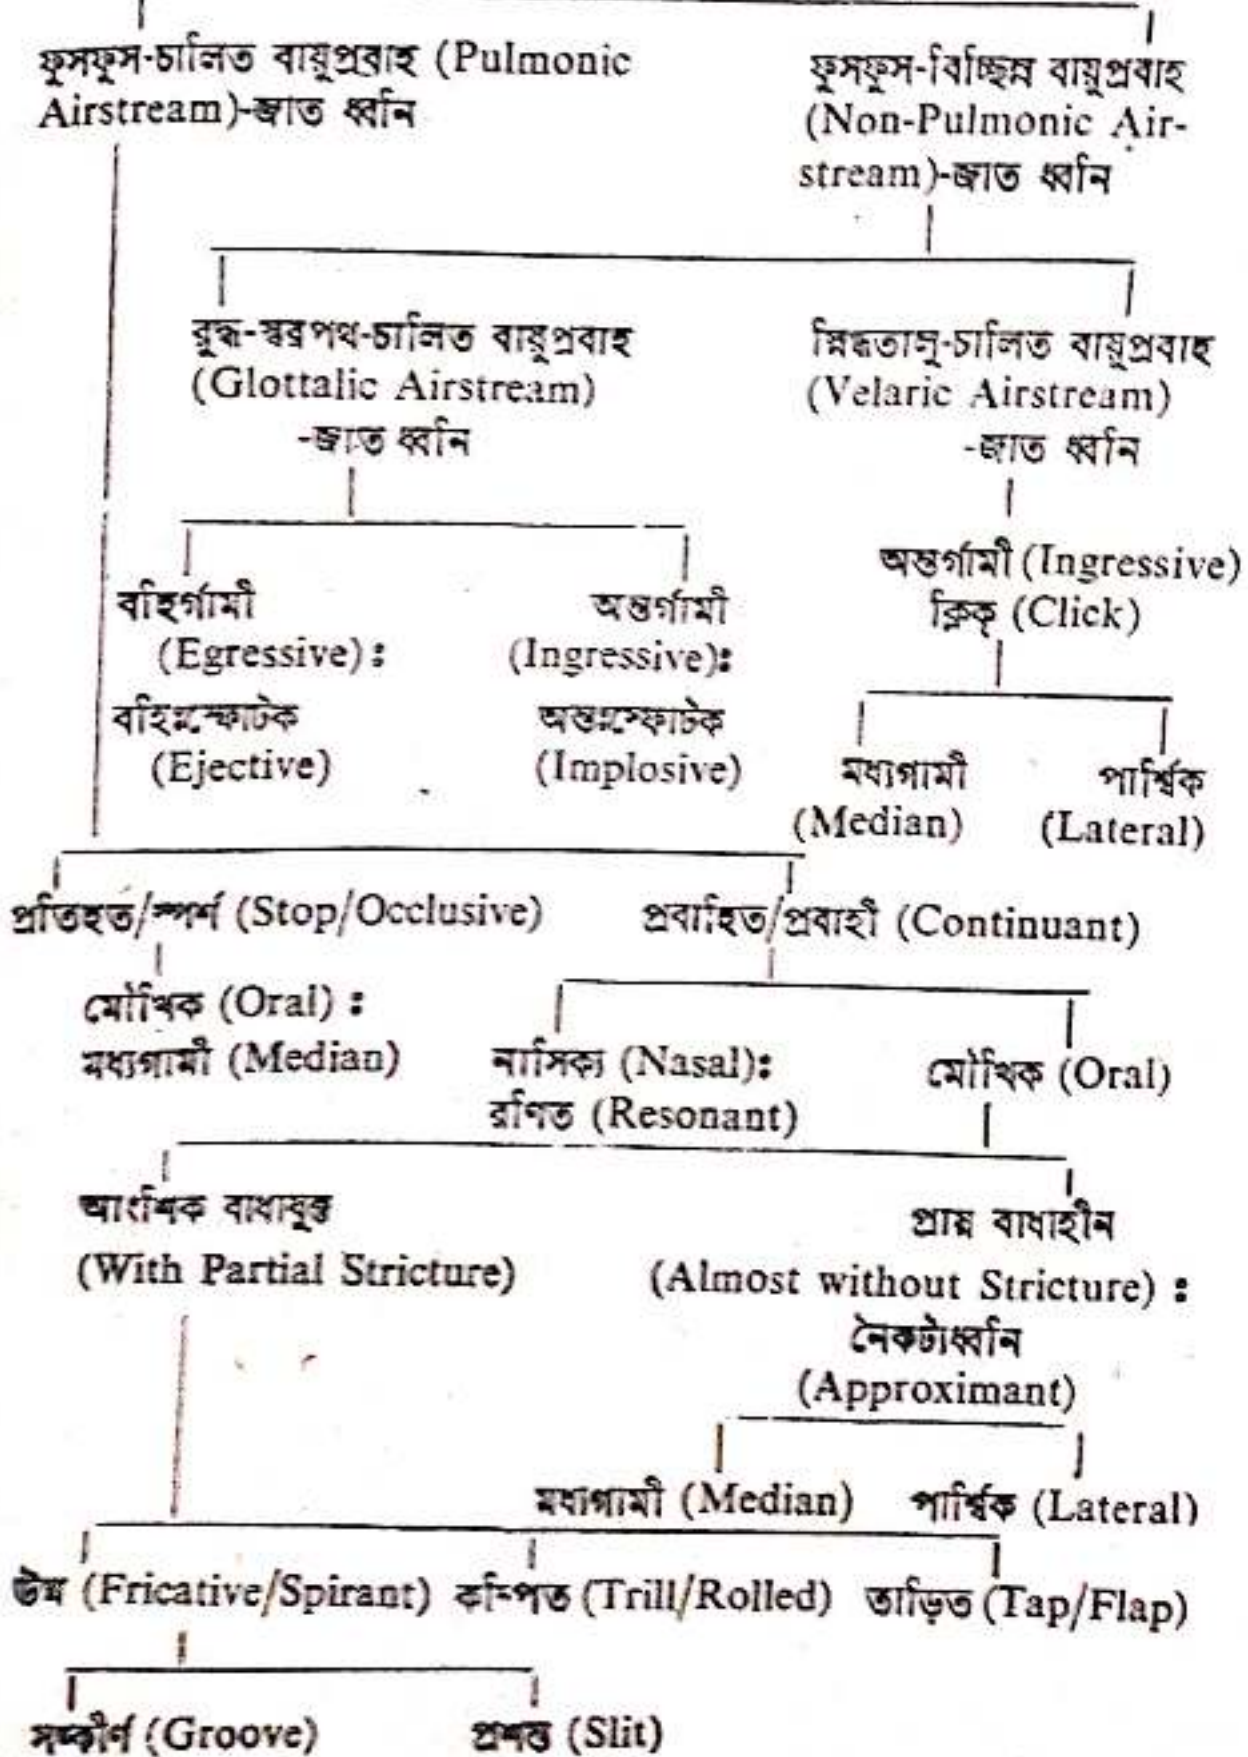 ফুসফুস-চালিত বায়ুপ্রবাহ (Pulmonic
Airstream)-জাত ধ্বনি
ফুসফুস-বিচ্ছিন্ন বায়ুপ্রবাহ
(Non-Pulmonic Air-
stream)-জাত ধ্বনি
রুদ্ধ-স্বরপথ-চালিত বায়ুপ্রবাহ
(Glottalic Airstream)
-জাত ধ্বনি
স্নিগ্ধতালু-চালিত বায়ুপ্রবাহ
(Velaric Airstream)
-জাত ধ্বনি
বহির্গামী
(Egressive) :
বহিঃস্ফোটক
(Ejective)
অন্তর্গামী
(Ingressive):
অন্তঃস্ফোটক
(Implosive)
অন্তর্গামী (Ingressive)
ক্লিক্ (Click)
মধ্যগামী
(Median)
পার্শ্বিক
(Lateral)
প্রতিহত/স্পর্শ (Stop/Occlusive)
প্রবাহিত/প্রবাহী (Continuant)
মৌখিক (Oral) :
মধ্যগামী (Median)
নাসিক্য (Nasal):
রণিত (Resonant)
মৌখিক (Oral)
আংশিক বাধাযুক্ত
(With Partial Stricture)
প্রায় বাধাহীন
(Almost without Stricture) :
নৈকট্যধ্বনি
(Approximant)
মধ্যগামী (Median)
পার্শ্বিক (Lateral)
উষ্ম (Fricative/Spirant) কম্পিত (Trill/Rolled) তাড়িত (Tap/Flap)
সঙ্কীর্ণ (Groove)
প্রশস্ত (Slit)